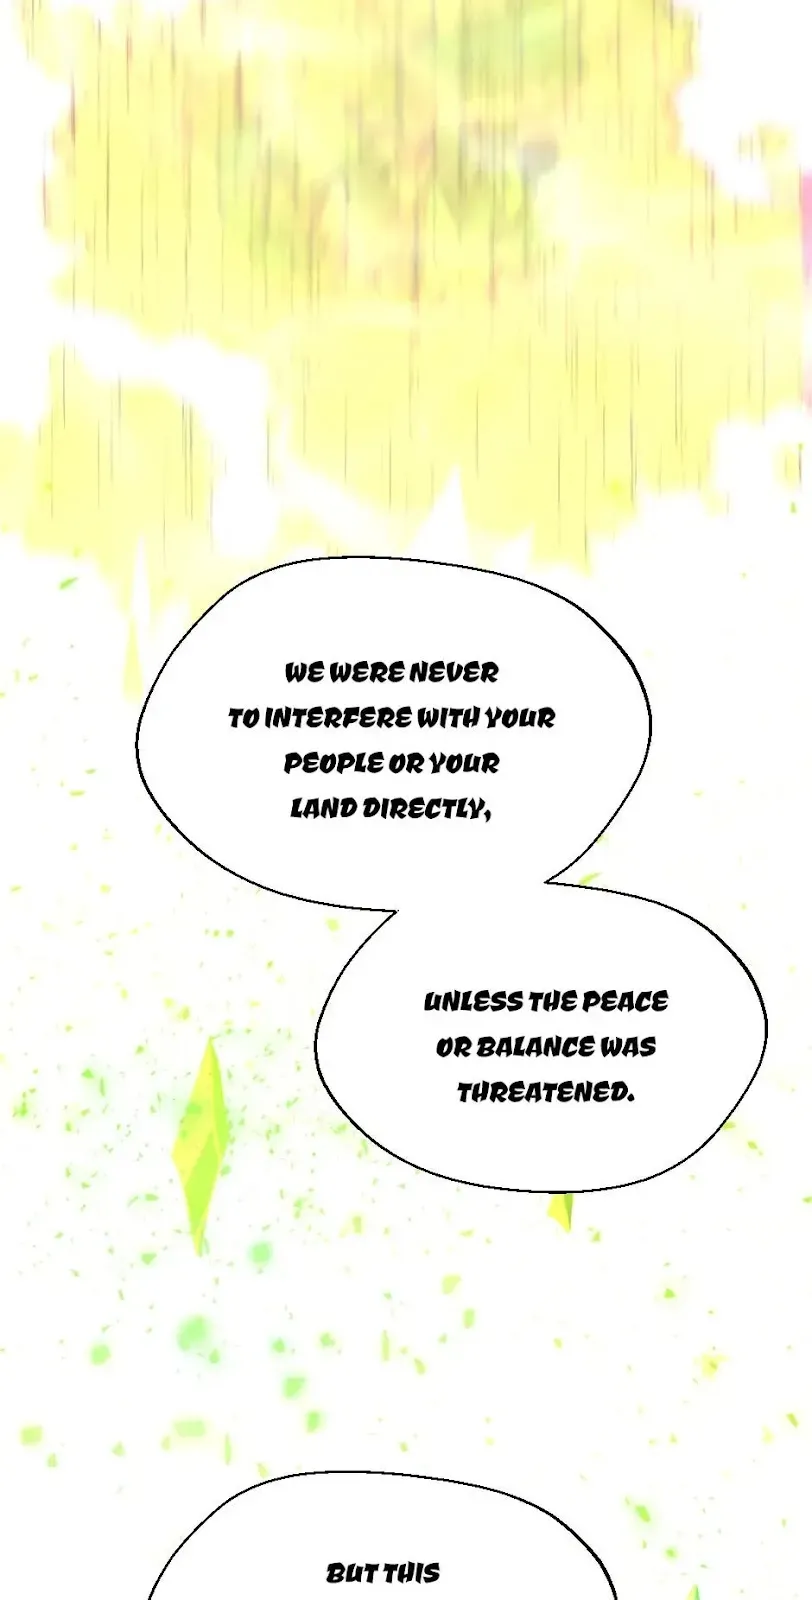 WE WERE NEVER
TO INTERFERE WITH YOUR
PEOPLE OR YOUR
LAND DIRECTLY,
UNLESS THE PEACE
OR BALANCE WAS
THREATENED.
BUT THIS